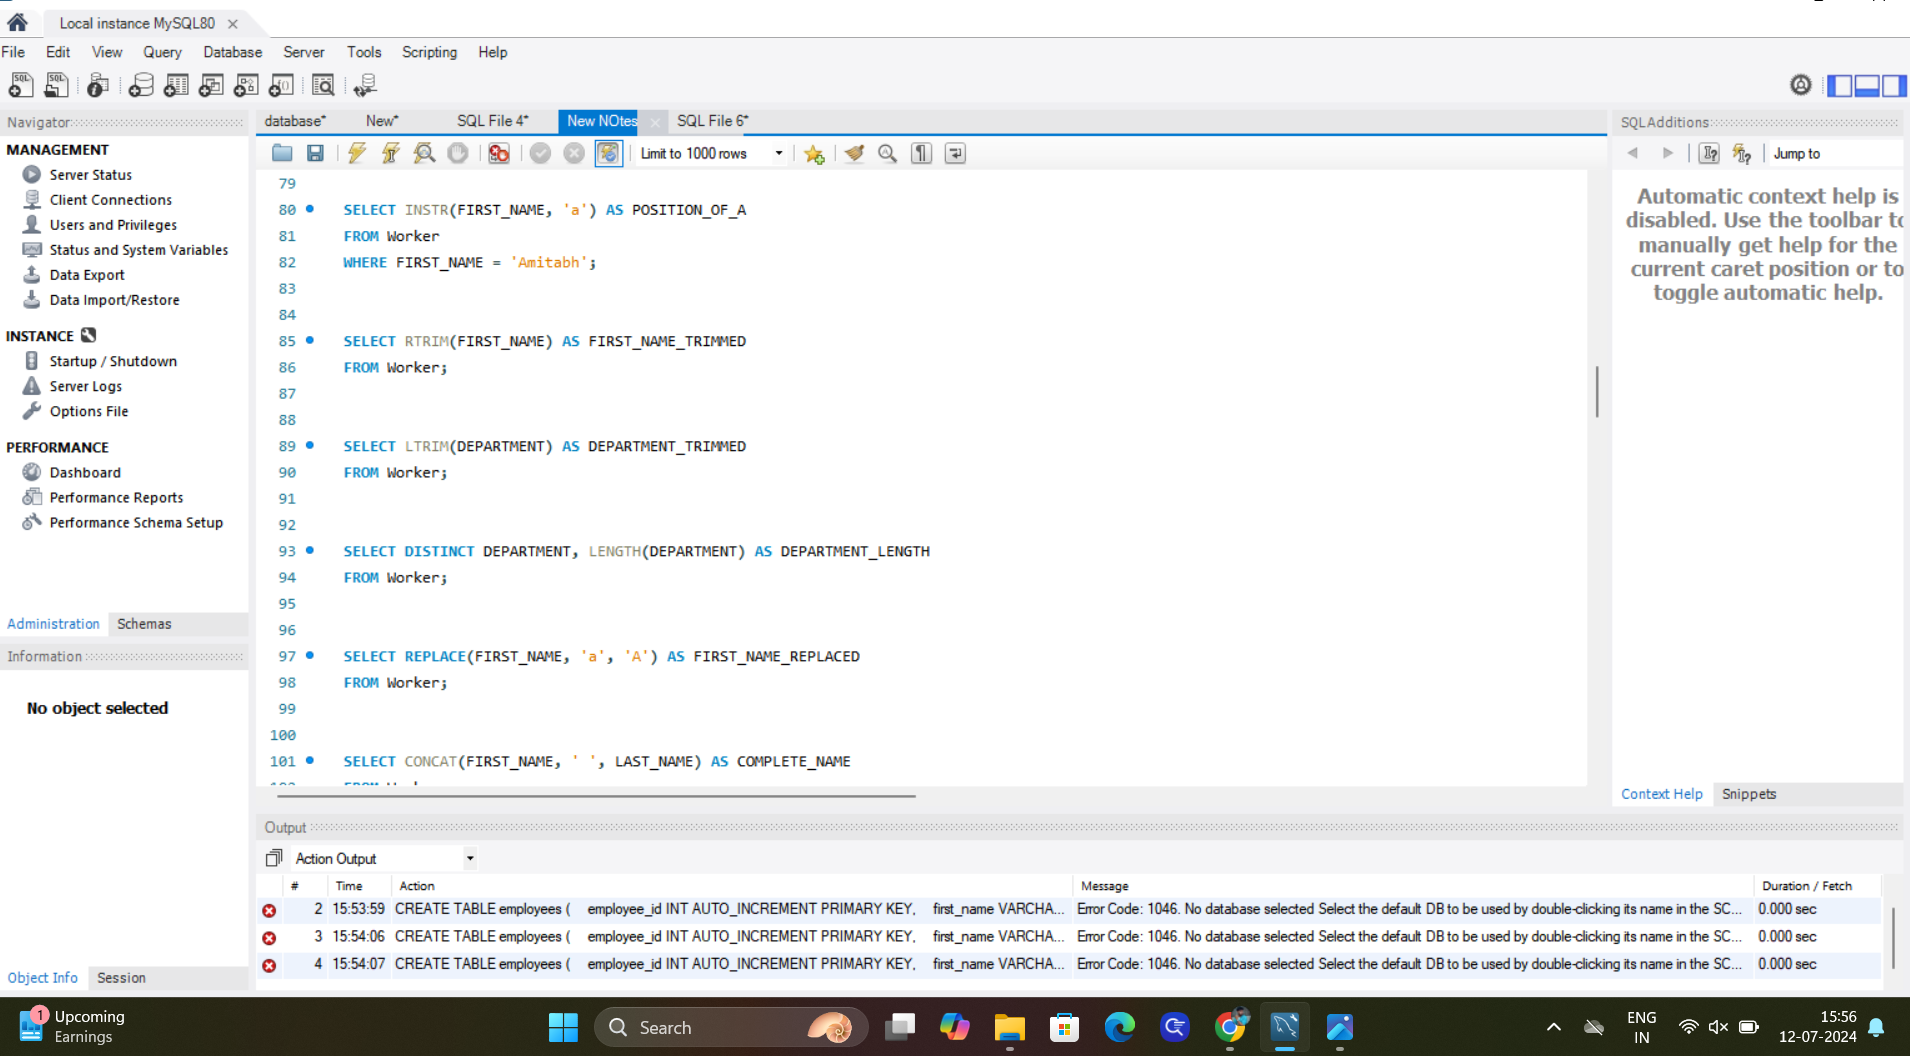 Local instance MySQL80
File Edit View Query Database Server Tools Scripting Help
Navigator
MANAGEMENT
Server Status
Client Connections
Users and Privileges
Status and System Variables
Data Export
Data Import/Restore
INSTANCE
Startup / Shutdown
Server Logs
Options File
PERFORMANCE
Dashboard
Performance Reports
Performance Schema Setup
Administration Schemas
Information
No object selected
Object Info Session
database* New* SQL File 4* New NOtes SQL File 6*
Limit to 1000 rows
79
80 SELECT INSTR(FIRST_NAME, 'a') AS POSITION_OF_A
81 FROM Worker
82 WHERE FIRST_NAME = 'Amitabh';
83
84
85 SELECT RTRIM(FIRST_NAME) AS FIRST_NAME_TRIMMED
86 FROM Worker;
87
88
89 SELECT LTRIM(DEPARTMENT) AS DEPARTMENT_TRIMMED
90 FROM Worker;
91
92
93 SELECT DISTINCT DEPARTMENT, LENGTH(DEPARTMENT) AS DEPARTMENT_LENGTH
94 FROM Worker;
95
96
97 SELECT REPLACE(FIRST_NAME, 'a', 'A') AS FIRST_NAME_REPLACED
98 FROM Worker;
99
100
101 SELECT CONCAT(FIRST_NAME, ' ', LAST_NAME) AS COMPLETE_NAME
SQLAdditions
Jump to
Automatic context help is
disabled. Use the toolbar to
manually get help for the
current caret position or to
toggle automatic help.
Context Help Snippets
Output
Action Output
# Time Action Message Duration / Fetch
2 15:53:59 CREATE TABLE employees ( employee_id INT AUTO_INCREMENT PRIMARY KEY, first_name VARCHA... Error Code: 1046. No database selected Select the default DB to be used by double-clicking its name in the SC... 0.000 sec
3 15:54:06 CREATE TABLE employees ( employee_id INT AUTO_INCREMENT PRIMARY KEY, first_name VARCHA... Error Code: 1046. No database selected Select the default DB to be used by double-clicking its name in the SC... 0.000 sec
4 15:54:07 CREATE TABLE employees ( employee_id INT AUTO_INCREMENT PRIMARY KEY, first_name VARCHA... Error Code: 1046. No database selected Select the default DB to be used by double-clicking its name in the SC... 0.000 sec
1
Upcoming
Earnings
Search
ENG
IN
15:56
12-07-2024